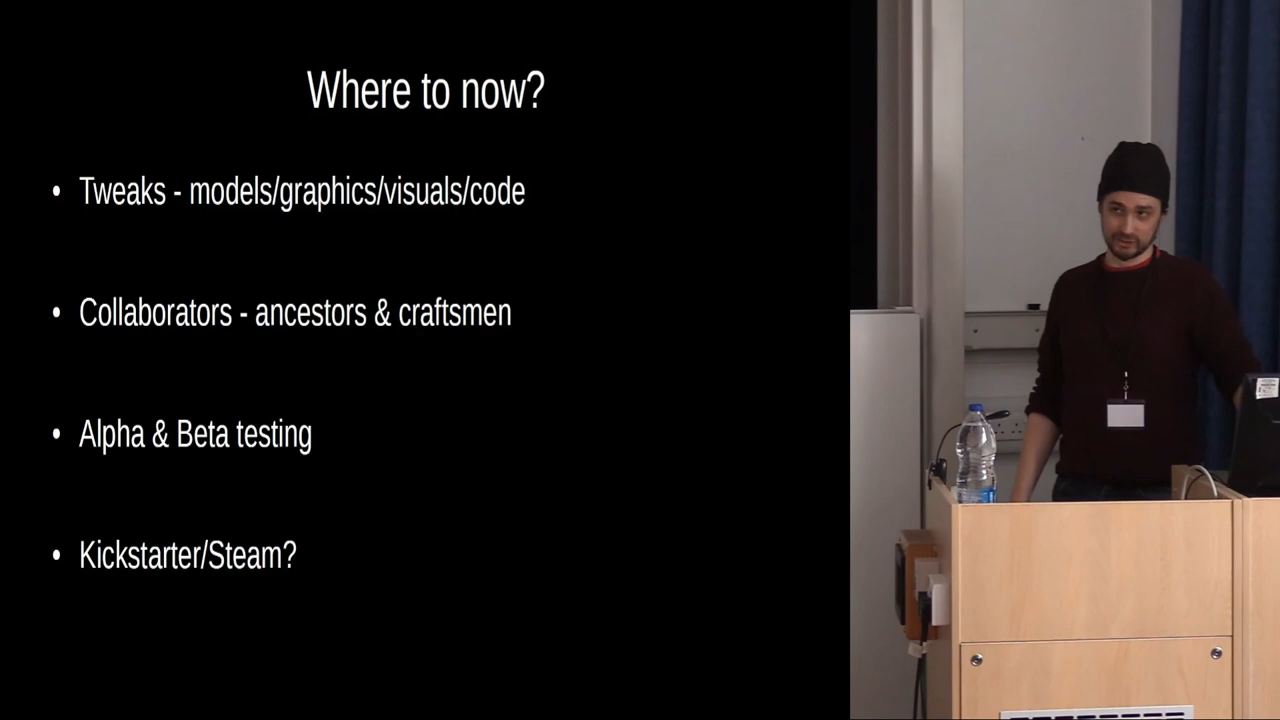 Where to now?
• Tweaks - models/graphics/visuals/code
• Collaborators - ancestors & craftsmen
• Alpha & Beta testing
• Kickstarter/Steam?